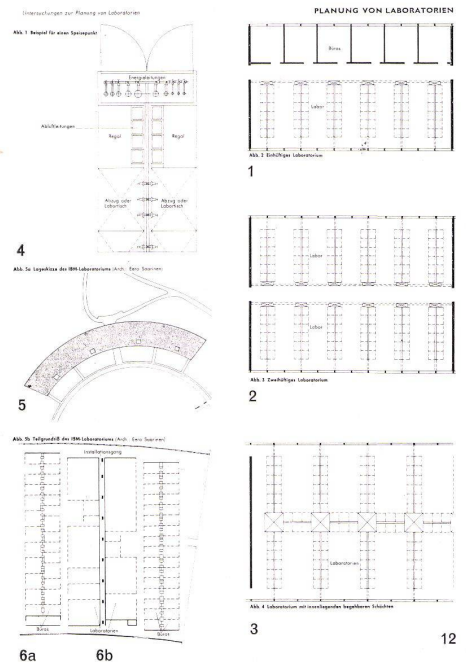 Untersuchungen zur Planung von Laboratorien
PLANUNG VON LABORATORIEN
Abb. 1 Beispiel für einen Speisepunkt
Energieleitungen
Abluftleitungen
Regal
Regal
Abzug oder
Labortisch
Abzug oder
Labortisch
4
Abb. 5a Lageskizze des IBM-Laboratoriums (Arch. Eero Saarinen)
5
Abb. 5b Teilgrundriß des IBM-Laboratoriums (Arch. Eero Saarinen)
Installationsgang
Büros
Laboratorien
Büros
6a
6b
Büros
Labor
Abb. 2 Einhüftiges Laboratorium
1
Labor
Labor
Abb. 3 Zweihüftiges Laboratorium
2
Laboratorien
Abb. 4 Laboratorium mit innenliegenden begehbaren Schächten
3
12